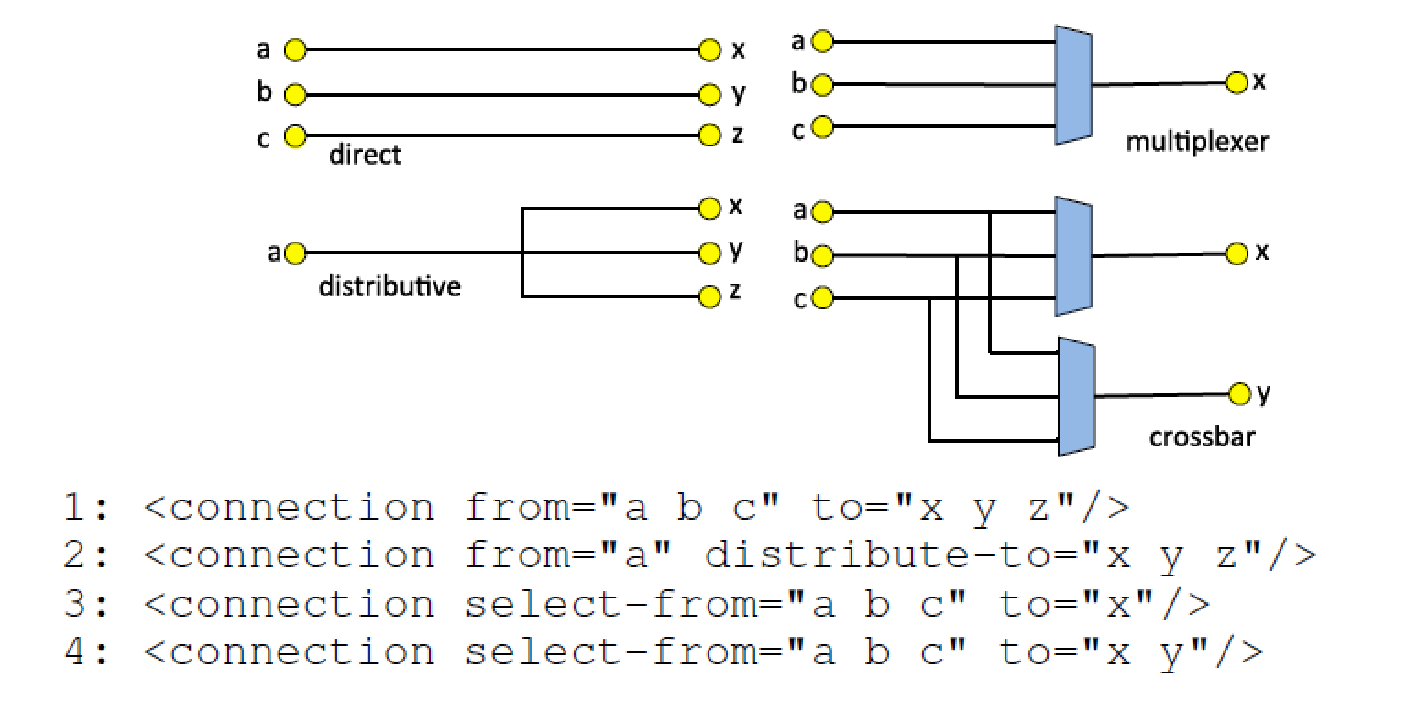 a x
b y
c z
direct
a
b
c
x
multiplexer
a
x
y
z
distributive
a
b
c
x
y
crossbar
1: <connection from="a b c" to="x y z"/>
2: <connection from="a" distribute-to="x y z"/>
3: <connection select-from="a b c" to="x"/>
4: <connection select-from="a b c" to="x y"/>